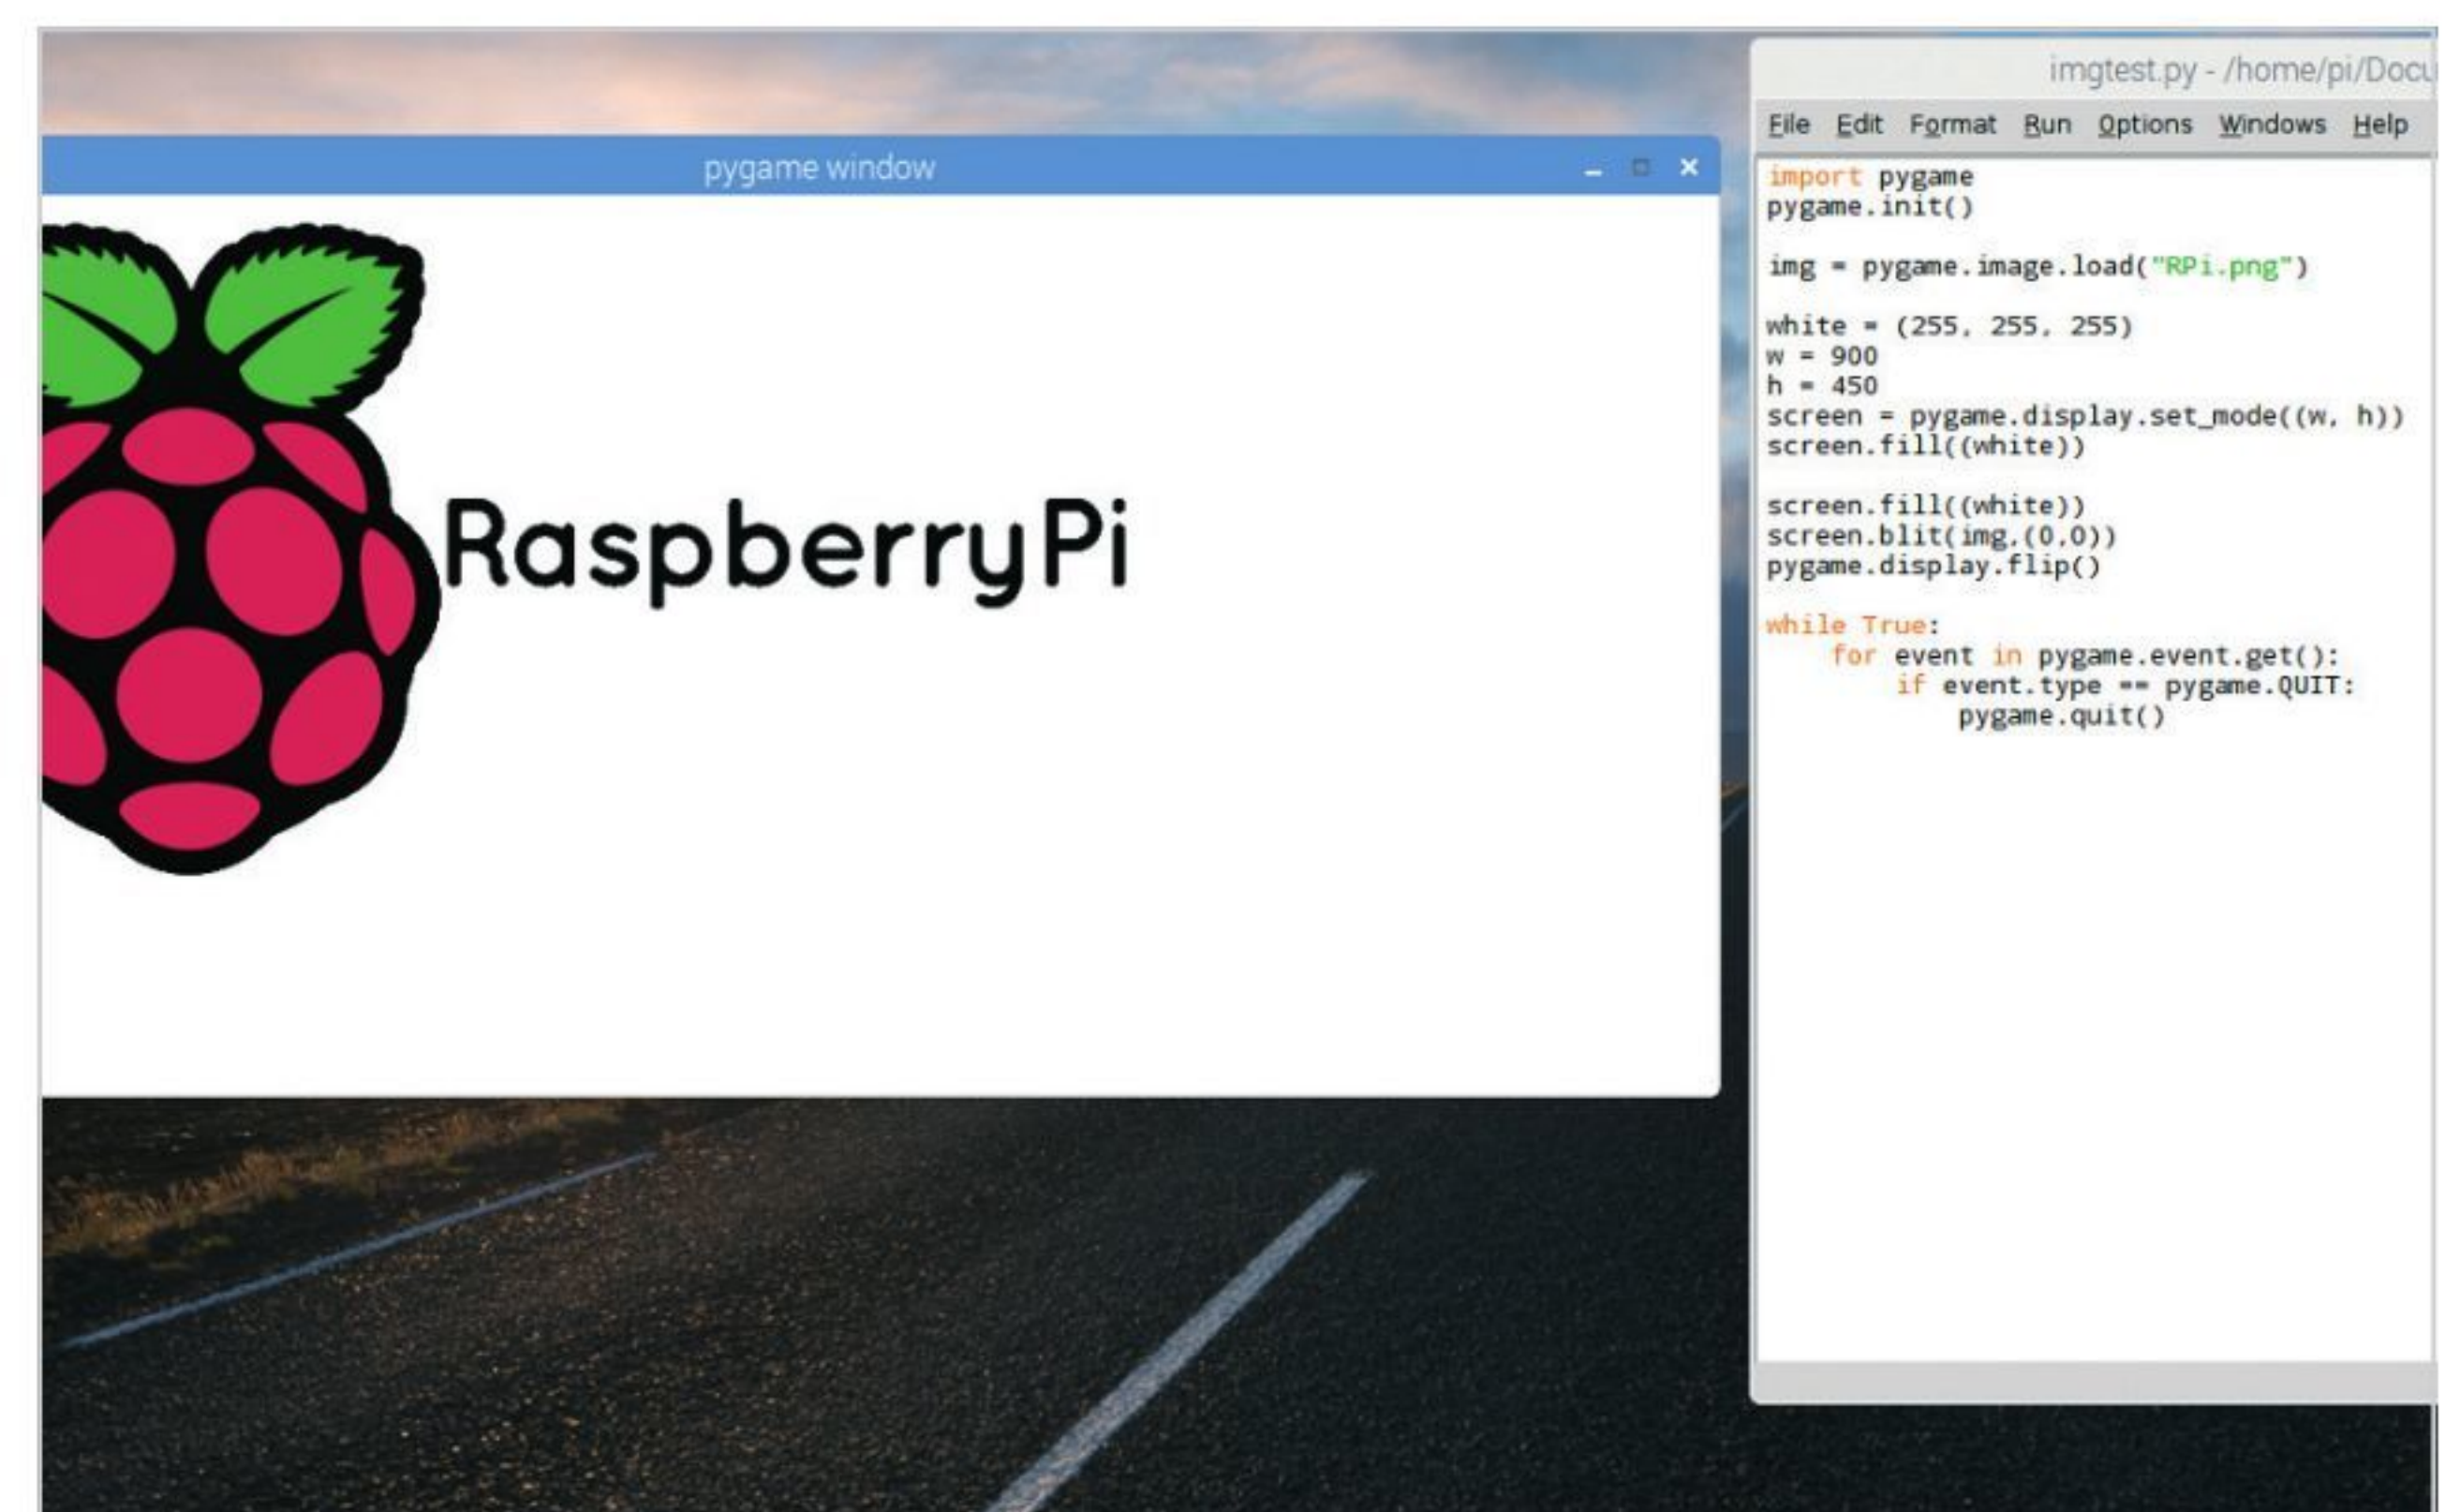 pygame window
RaspberryPi
imgtest.py - /home/pi/Docu
File Edit Format Run Options Windows Help
import pygame
pygame.init()
img = pygame.image.load("RPi.png")
white = (255, 255, 255)
w = 900
h = 450
screen = pygame.display.set_mode((w, h))
screen.fill((white))
screen.fill((white))
screen.blit(img,(0,0))
pygame.display.flip()
while True:
    for event in pygame.event.get():
        if event.type == pygame.QUIT:
            pygame.quit()